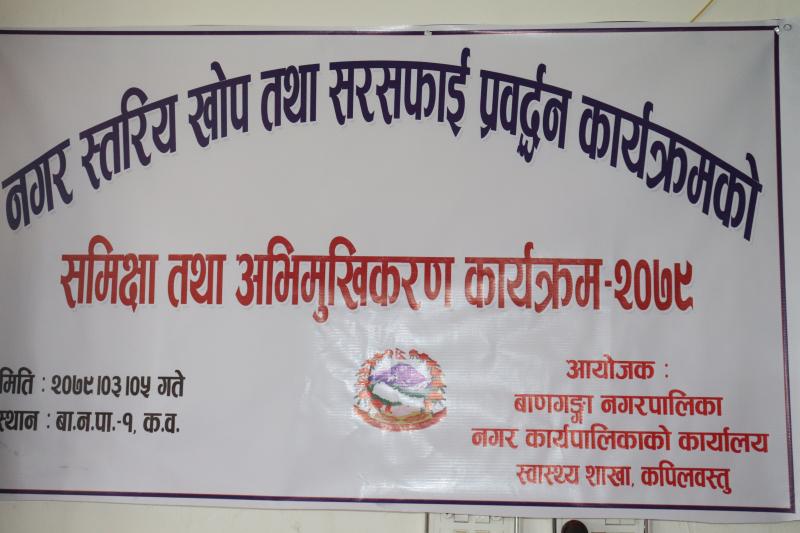 नगर स्तरिय खोप तथा सरसफाई प्रवर्द्धन कार्यक्रमको
समिक्षा तथा अभिमुखिकरण कार्यक्रम-२०७९
मिति : २०७९।०३।०५ गते
स्थान : बा.न.पा.-१, क.व.
आयोजक :
बाणगङ्गा नगरपालिका
नगर कार्यपालिकाको कार्यालय
स्वास्थ्य शाखा, कपिलवस्तु